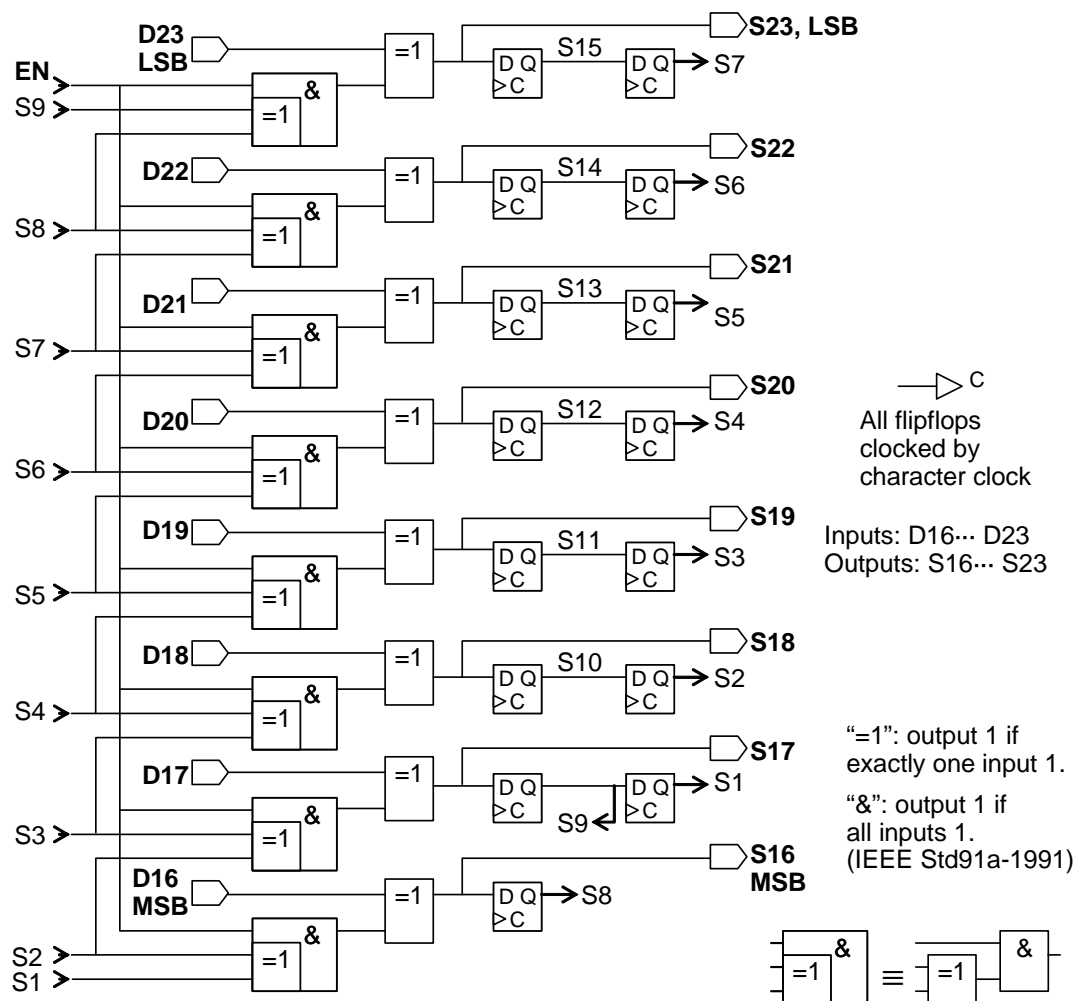 D23
LSB
=1
S23, LSB
S15
D Q
C
D Q
C
S7
EN
S9
&
=1
D22
=1
S22
S14
D Q
C
D Q
C
S6
S8
&
=1
D21
=1
S21
S13
D Q
C
D Q
C
S5
S7
&
=1
D20
=1
S20
S12
D Q
C
D Q
C
S4
S6
&
=1
D19
=1
S19
S11
D Q
C
D Q
C
S3
S5
&
=1
D18
=1
S18
S10
D Q
C
D Q
C
S2
S4
&
=1
D17
=1
S17
D Q
C
S9
D Q
C
S1
S3
&
=1
D16
MSB
=1
S16
MSB
D Q
C
S8
S2
S1
&
=1
C
All flipflops
clocked by
character clock
Inputs: D16··· D23
Outputs: S16··· S23
“=1”: output 1 if
exactly one input 1.
“&”: output 1 if
all inputs 1.
(IEEE Std91a-1991)
&
=1
≡
=1
&